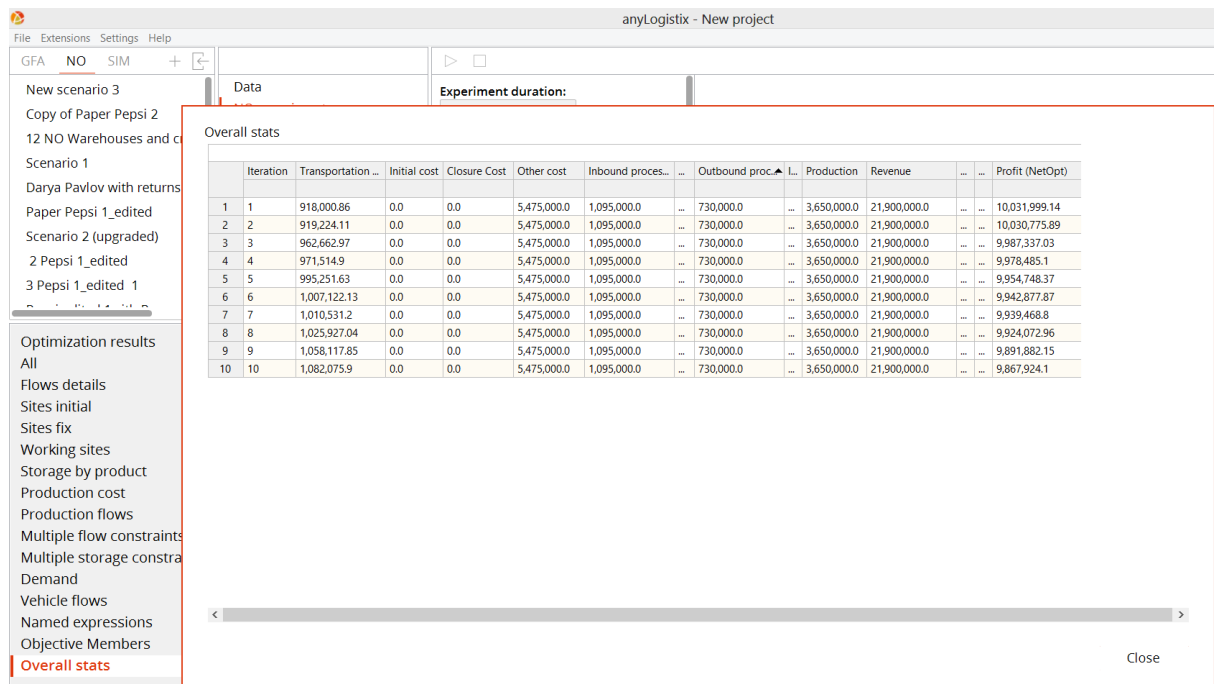 anyLogistix - New project
File Extensions Settings Help
GFA NO SIM
New scenario 3
Copy of Paper Pepsi 2
12 NO Warehouses and
Scenario 1
Darya Pavlov with returns
Paper Pepsi 1_edited
Scenario 2 (upgraded)
2 Pepsi 1_edited
3 Pepsi 1_edited 1
Data
Experiment duration:
Optimization results
All
Flows details
Sites initial
Sites fix
Working sites
Storage by product
Production cost
Production flows
Multiple flow constraints
Multiple storage constra
Demand
Vehicle flows
Named expressions
Objective Members
Overall stats
Overall stats
Iteration Transportation ... Initial cost Closure Cost Other cost Inbound proces... ... Outbound proc... I... Production Revenue ... ... Profit (NetOpt)
1 1 918,000.86 0.0 0.0 5,475,000.0 1,095,000.0 ... 730,000.0 ... 3,650,000.0 21,900,000.0 ... ... 10,031,999.14
2 2 919,224.11 0.0 0.0 5,475,000.0 1,095,000.0 ... 730,000.0 ... 3,650,000.0 21,900,000.0 ... ... 10,030,775.89
3 3 962,662.97 0.0 0.0 5,475,000.0 1,095,000.0 ... 730,000.0 ... 3,650,000.0 21,900,000.0 ... ... 9,987,337.03
4 4 971,514.9 0.0 0.0 5,475,000.0 1,095,000.0 ... 730,000.0 ... 3,650,000.0 21,900,000.0 ... ... 9,978,485.1
5 5 995,251.63 0.0 0.0 5,475,000.0 1,095,000.0 ... 730,000.0 ... 3,650,000.0 21,900,000.0 ... ... 9,954,748.37
6 6 1,007,122.13 0.0 0.0 5,475,000.0 1,095,000.0 ... 730,000.0 ... 3,650,000.0 21,900,000.0 ... ... 9,942,877.87
7 7 1,010,531.2 0.0 0.0 5,475,000.0 1,095,000.0 ... 730,000.0 ... 3,650,000.0 21,900,000.0 ... ... 9,939,468.8
8 8 1,025,927.04 0.0 0.0 5,475,000.0 1,095,000.0 ... 730,000.0 ... 3,650,000.0 21,900,000.0 ... ... 9,924,072.96
9 9 1,058,117.85 0.0 0.0 5,475,000.0 1,095,000.0 ... 730,000.0 ... 3,650,000.0 21,900,000.0 ... ... 9,891,882.15
10 10 1,082,075.9 0.0 0.0 5,475,000.0 1,095,000.0 ... 730,000.0 ... 3,650,000.0 21,900,000.0 ... ... 9,867,924.1
Close